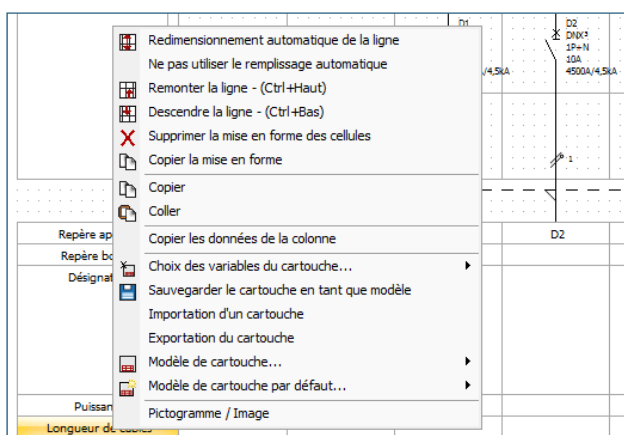 D1
D2
DNX³
1P+N
10A
/4,5kA
4500A/4,5kA
1
Redimensionnement automatique de la ligne
Ne pas utiliser le remplissage automatique
Remonter la ligne - (Ctrl+Haut)
Descendre la ligne - (Ctrl+Bas)
Supprimer la mise en forme des cellules
Copier la mise en forme
Copier
Coller
Copier les données de la colonne
Choix des variables du cartouche...
Sauvegarder le cartouche en tant que modèle
Importation d'un cartouche
Exportation du cartouche
Modèle de cartouche...
Modèle de cartouche par défaut...
Pictogramme / Image
Repère ap
D2
Repère bo
Désignat
Puissan
Longueur de câbles